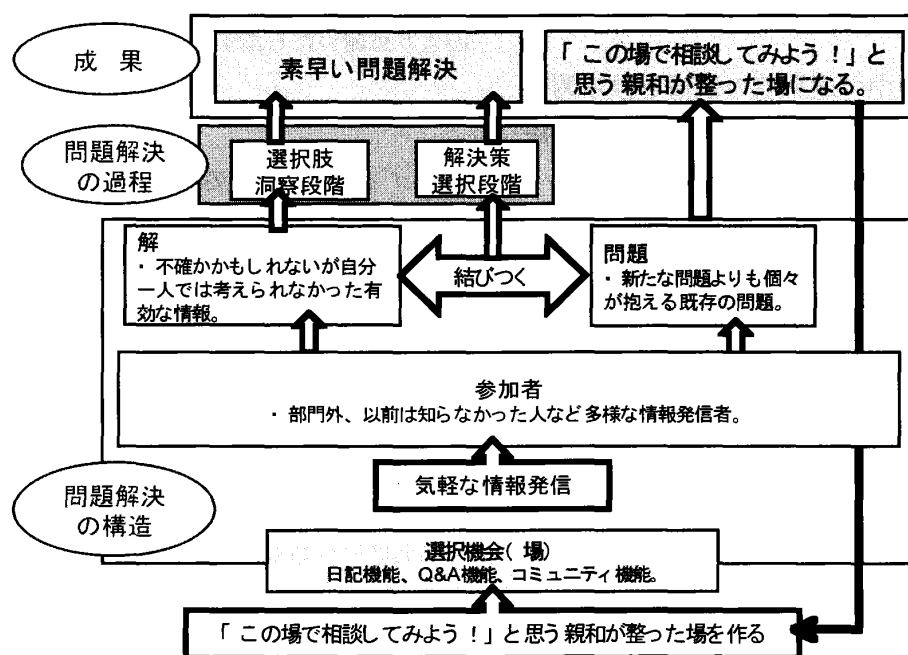 成 果
素早い問題解決
「この場で相談してみよう!」と
思う親和が整った場になる。
問題解決
の過程
選択肢
洞察段階
解決策
選択段階
解
・ 不確かかもしれないが自分
一人では考えられなかった有
効な情報。
結びつく
問題
・ 新たな問題よりも個々
が抱える既存の問題。
参加者
・ 部門外、以前は知らなかった人など多様な情報発信者。
気軽な情報発信
問題解決
の構造
選択機会(場)
日記機能、Q&A機能、コミュニティ機能。
「この場で相談してみよう!」と思う親和が整った場を作る